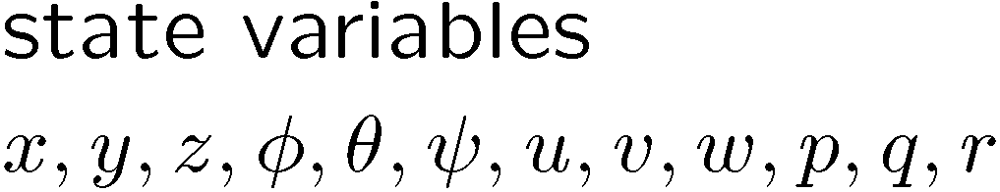 state variables
x, y, z, ϕ, θ, ψ, u, v, w, p, q, r